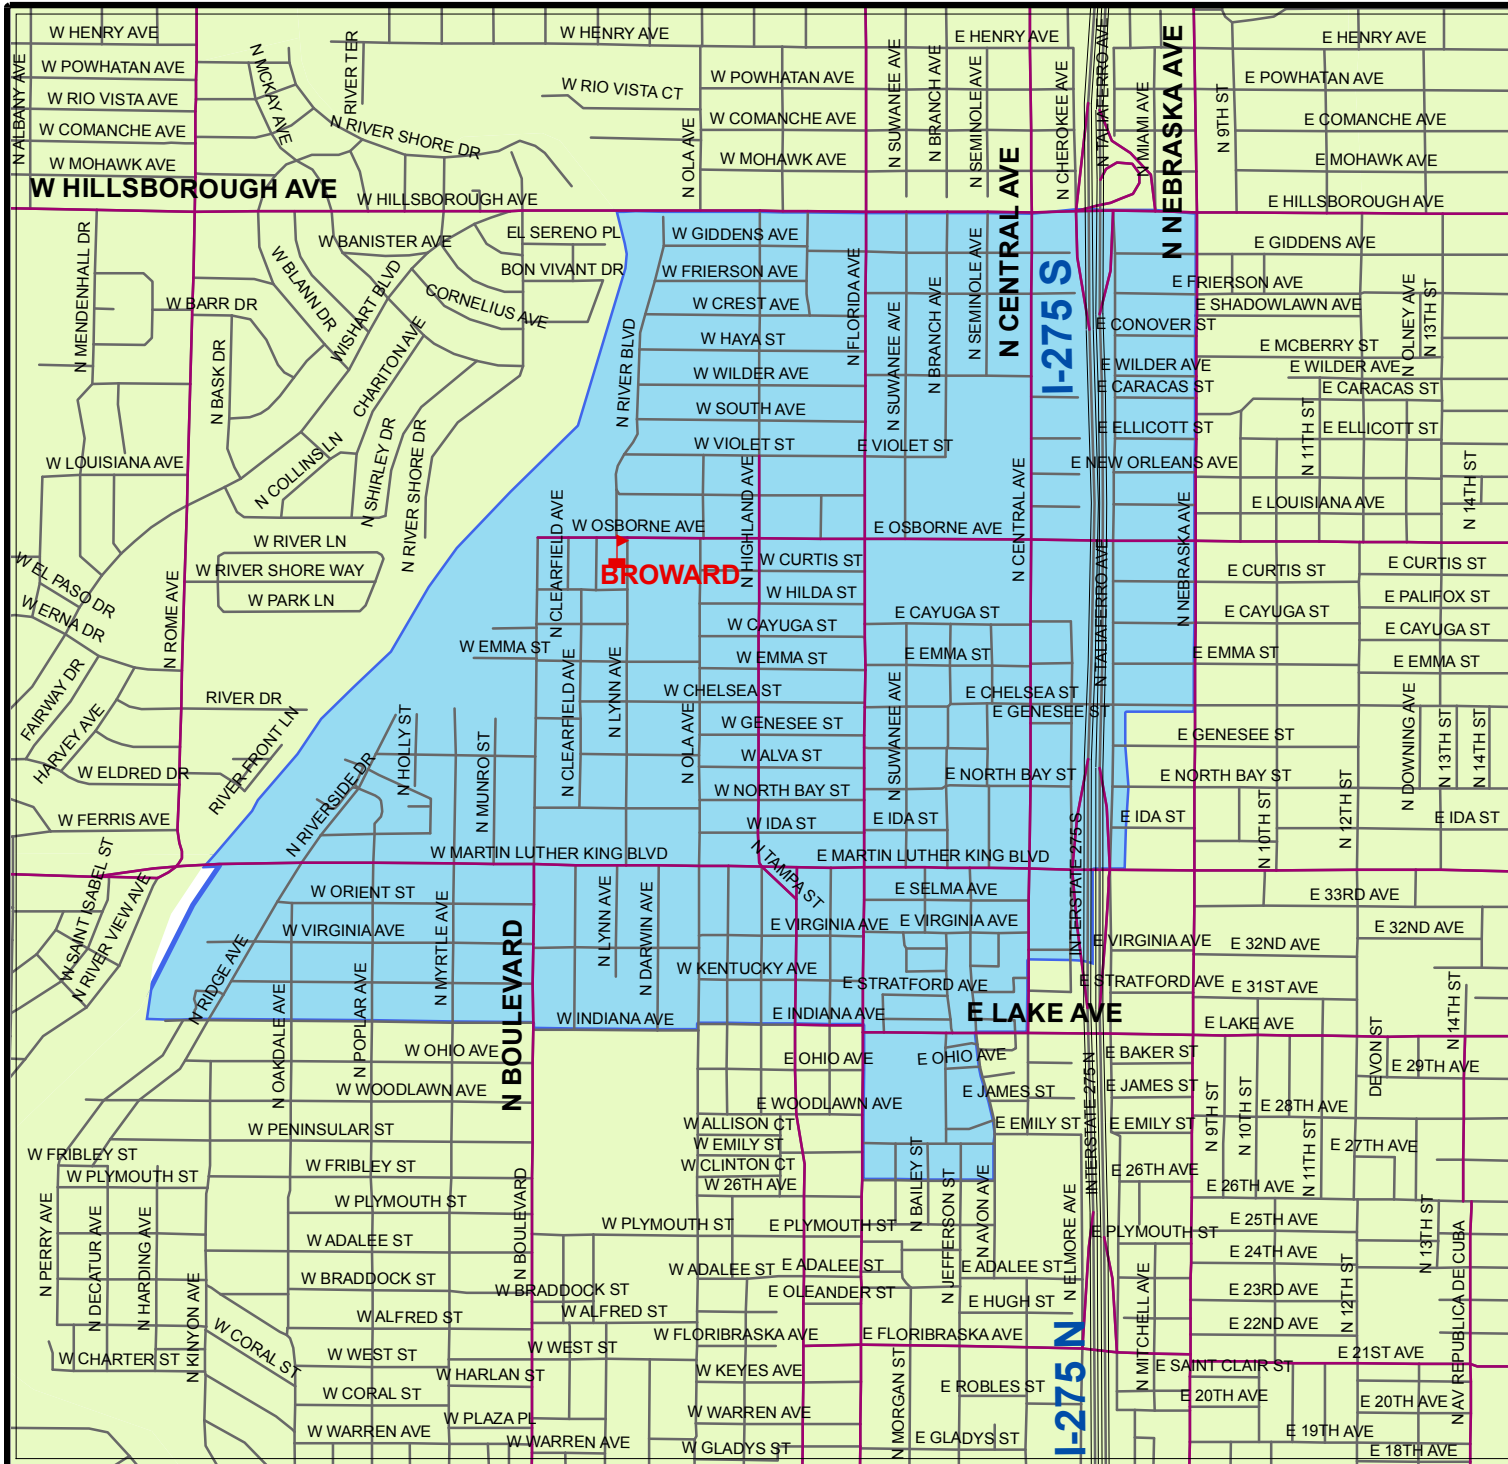 W HENRY AVE
W HENRY AVE
E HENRY AVE
E HENRY AVE
N ALBANY AVE
W POWHATAN AVE
N MCKAY AVE
RIVER TER
W RIO VISTA CT
W POWHATAN AVE
N SUWANEE AVE
N BRANCH AVE
N SEMINOLE AVE
N CHEROKEE AVE
N TALIAFERRO AVE
N MIAMI AVE
N NEBRASKA AVE
N 9TH ST
E POWHATAN AVE
W RIO VISTA AVE
W COMANCHE AVE
N RIVER SHORE DR
N OLA AVE
W COMANCHE AVE
E COMANCHE AVE
W MOHAWK AVE
W MOHAWK AVE
E MOHAWK AVE
W HILLSBOROUGH AVE
W HILLSBOROUGH AVE
N CENTRAL AVE
E HILLSBOROUGH AVE
N MENDENHALL DR
W BANISTER AVE
EL SERENO PL
W GIDDENS AVE
E GIDDENS AVE
W BLANN DR
WISHART BLVD
BON VIVANT DR
W FRIERSON AVE
N FLORIDA AVE
N SEMINOLE AVE
I-275 S
E FRIERSON AVE
W BARR DR
CORNELIUS AVE
W CREST AVE
N SUWANEE AVE
N BRANCH AVE
E SHADOWLAWN AVE
N OLNEY AVE
N 13TH ST
N BASK DR
CHARITON AVE
N RIVER BLVD
W HAYA ST
E CONOVER ST
E MCBERRY ST
W WILDER AVE
E WILDER AVE
E WILDER AVE
E CARACAS ST
E CARACAS ST
W SOUTH AVE
E ELLICOTT ST
N 11TH ST
E ELLICOTT ST
N COLLINS LN
N SHIRLEY DR
N RIVER SHORE DR
W VIOLET ST
E VIOLET ST
W LOUISIANA AVE
E NEW ORLEANS AVE
N 14TH ST
N CLEARFIELD AVE
N HIGHLAND AVE
N CENTRAL AVE
N NEBRASKA AVE
E LOUISIANA AVE
W OSBORNE AVE
E OSBORNE AVE
W RIVER LN
W EL PASO DR
W RIVER SHORE WAY
BROWARD
W CURTIS ST
N TALIAFERRO AVE
E CURTIS ST
E CURTIS ST
W ERNA DR
W PARK LN
W HILDA ST
E PALIFOX ST
N ROME AVE
W CAYUGA ST
E CAYUGA ST
E CAYUGA ST
E CAYUGA ST
W EMMA ST
W EMMA ST
E EMMA ST
E EMMA ST
E EMMA ST
FAIRWAY DR
RIVER DR
N CLEARFIELD AVE
N LYNN AVE
W CHELSEA ST
N SUWANEE AVE
E CHELSEA ST
HARVEY AVE
RIVER FRONT LN
N HOLLY ST
N MUNRO ST
N OLA AVE
W GENESEE ST
E GENESEE ST
E GENESEE ST
N DOWNING AVE
N 13TH ST
N 14TH ST
W ALVA ST
W ELDRED DR
N RIVERSIDE DR
W NORTH BAY ST
E NORTH BAY ST
E NORTH BAY ST
N 12TH ST
W FERRIS AVE
W IDA ST
E IDA ST
INTERSTATE 275 S
E IDA ST
N 10TH ST
E IDA ST
W MARTIN LUTHER KING BLVD
N TAMPA ST
E MARTIN LUTHER KING BLVD
N SAINT ISABEL ST
N RIVER VIEW AVE
W ORIENT ST
N LYNN AVE
N DARWIN AVE
E SELMA AVE
E 33RD AVE
W VIRGINIA AVE
N MYRTLE AVE
N BOULEVARD
E VIRGINIA AVE
E VIRGINIA AVE
E VIRGINIA AVE
E 32ND AVE
E 32ND AVE
N RIDGE AVE
N OAKDALE AVE
N POPLAR AVE
W KENTUCKY AVE
E STRATFORD AVE
E STRATFORD AVE
E 31ST AVE
N 14TH ST
W INDIANA AVE
E INDIANA AVE
E LAKE AVE
E LAKE AVE
W OHIO AVE
E OHIO AVE
E OHIO AVE
INTERSTATE 275 N
E BAKER ST
DEVON ST
E 29TH AVE
W WOODLAWN AVE
E WOODLAWN AVE
E JAMES ST
E JAMES ST
N 9TH ST
N 10TH ST
E 28TH AVE
W PENINSULAR ST
W ALLISON CT
E EMILY ST
E EMILY ST
W FRIBLEY ST
W EMILY ST
N 11TH ST
E 27TH AVE
W PLYMOUTH ST
W FRIBLEY ST
W CLINTON CT
N BAILEY ST
E 26TH AVE
W 26TH AVE
E 26TH AVE
N PERRY AVE
N DECATUR AVE
N HARDING AVE
W PLYMOUTH ST
N BOULEVARD
W PLYMOUTH ST
E PLYMOUTH ST
N JEFFERSON ST
N AVON AVE
N ELMORE AVE
E PLYMOUTH ST
E 25TH AVE
N 13TH ST
N AV REPUBLICA DE CUBA
W ADALEE ST
W ADALEE ST
E ADALEE ST
E ADALEE ST
E 24TH AVE
N KINYON AVE
W BRADDOCK ST
W BRADDOCK ST
E OLEANDER ST
N MITCHELL AVE
E 23RD AVE
N 12TH ST
W CORAL ST
W ALFRED ST
W ALFRED ST
E HUGH ST
E 22ND AVE
W CHARTER ST
W WEST ST
W WEST ST
W FLORIBRASKA AVE
E FLORIBRASKA AVE
I-275 N
E 21ST AVE
W HARLAN ST
W KEYES AVE
N MORGAN ST
E SAINT CLAIR ST
W CORAL ST
E ROBLES ST
E 20TH AVE
E 20TH AVE
W WARREN AVE
W PLAZA PL
W WARREN AVE
W WARREN AVE
W GLADYS ST
E GLADYS ST
E 19TH AVE
E 18TH AVE